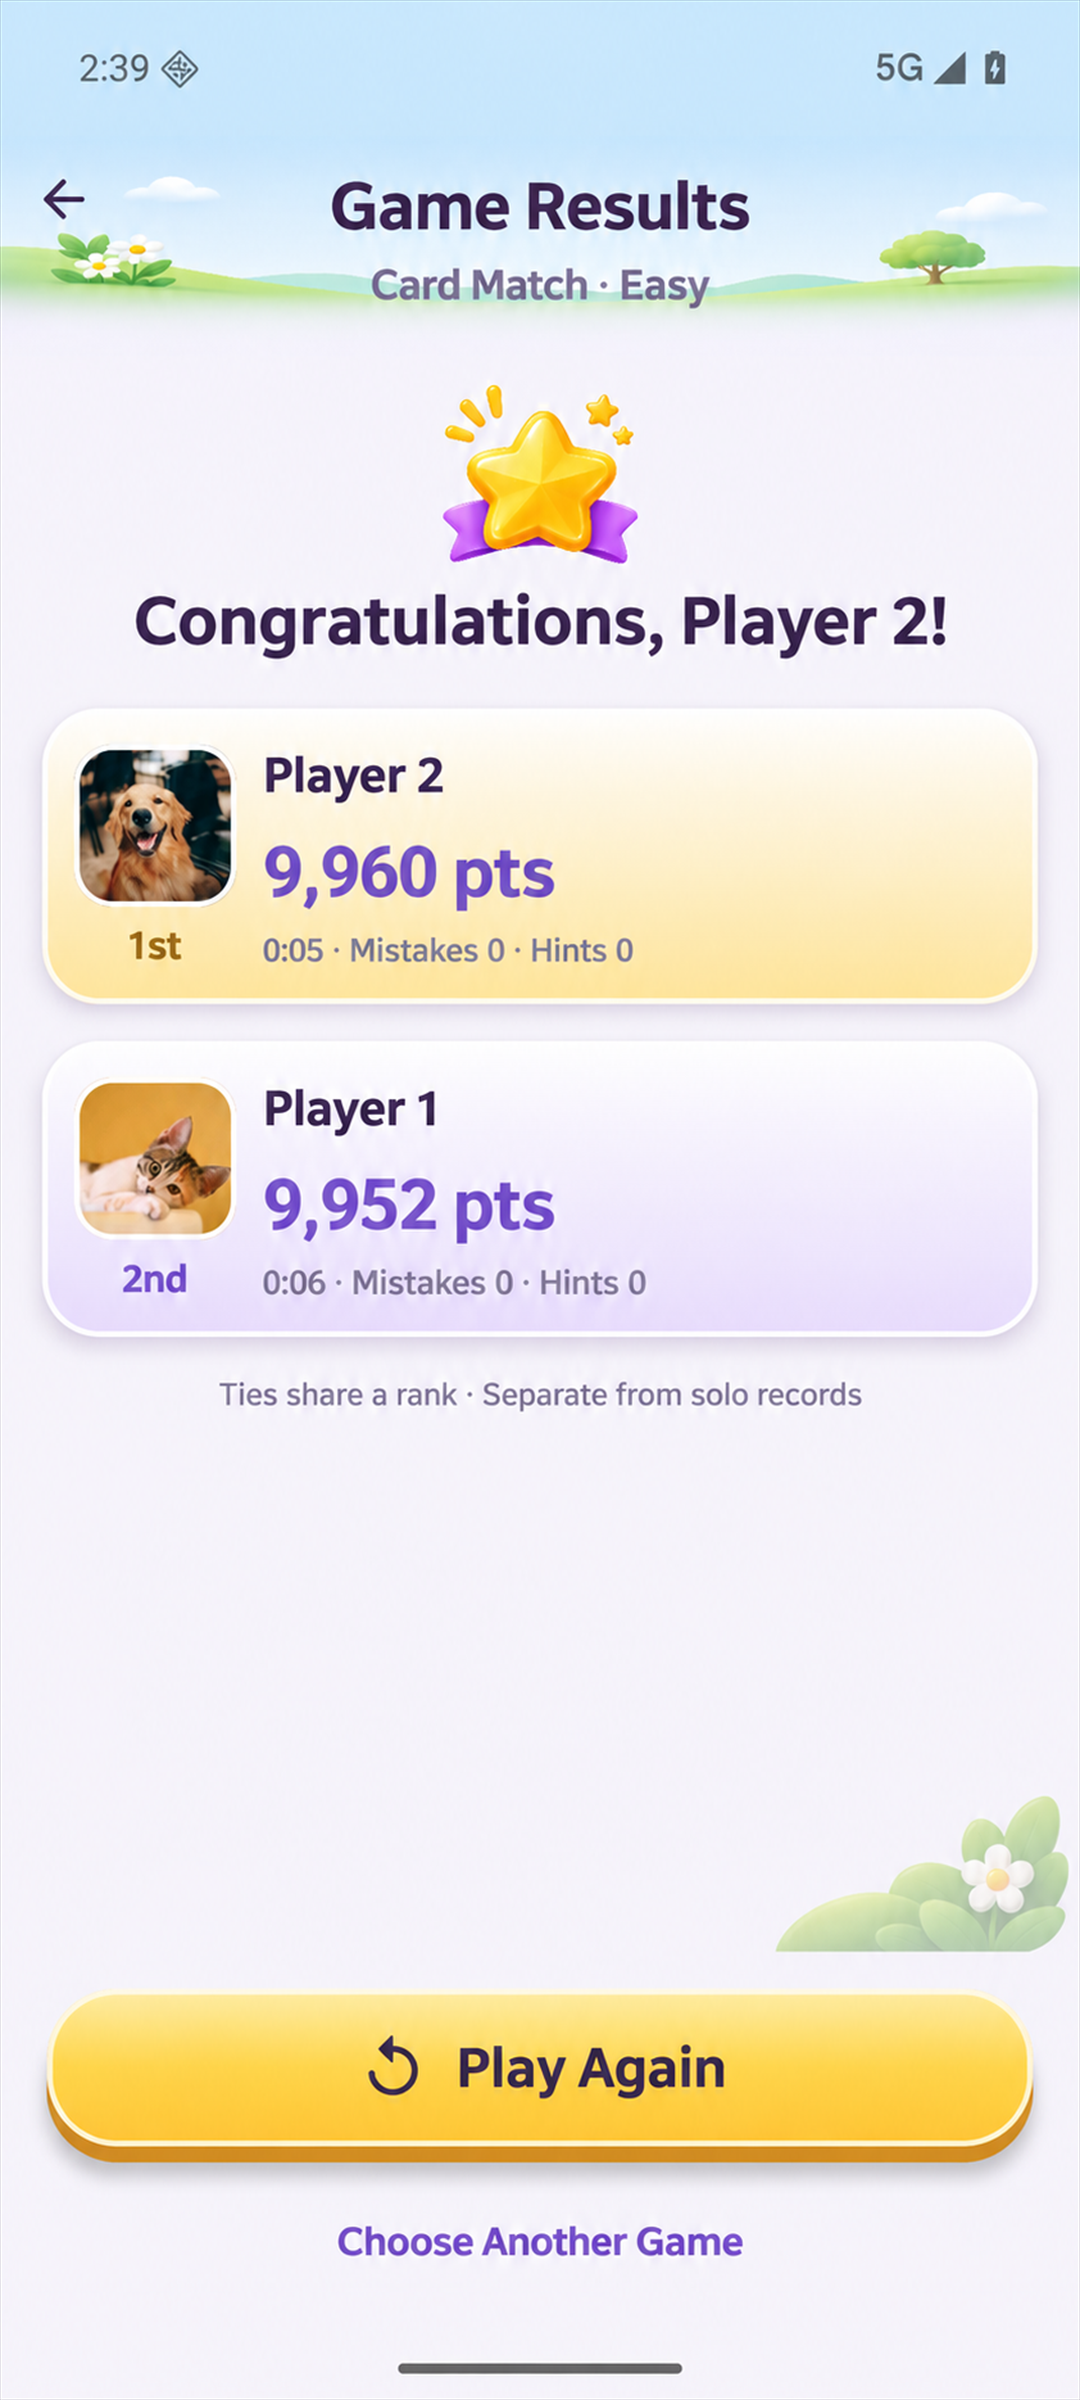 2:39
5G
Game Results
Card Match · Easy
Congratulations, Player 2!
Player 2
9,960 pts
1st
0:05 · Mistakes 0 · Hints 0
Player 1
9,952 pts
2nd
0:06 · Mistakes 0 · Hints 0
Ties share a rank · Separate from solo records
Play Again
Choose Another Game